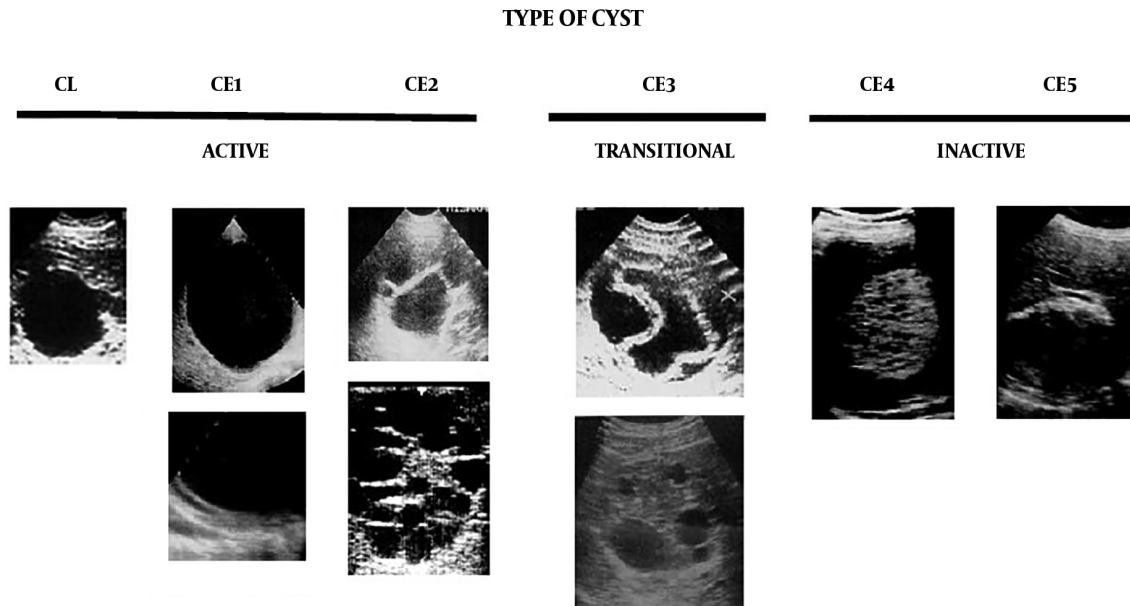 TYPE OF CYST
CL CE1 CE2 CE3 CE4 CE5
ACTIVE TRANSITIONAL INACTIVE